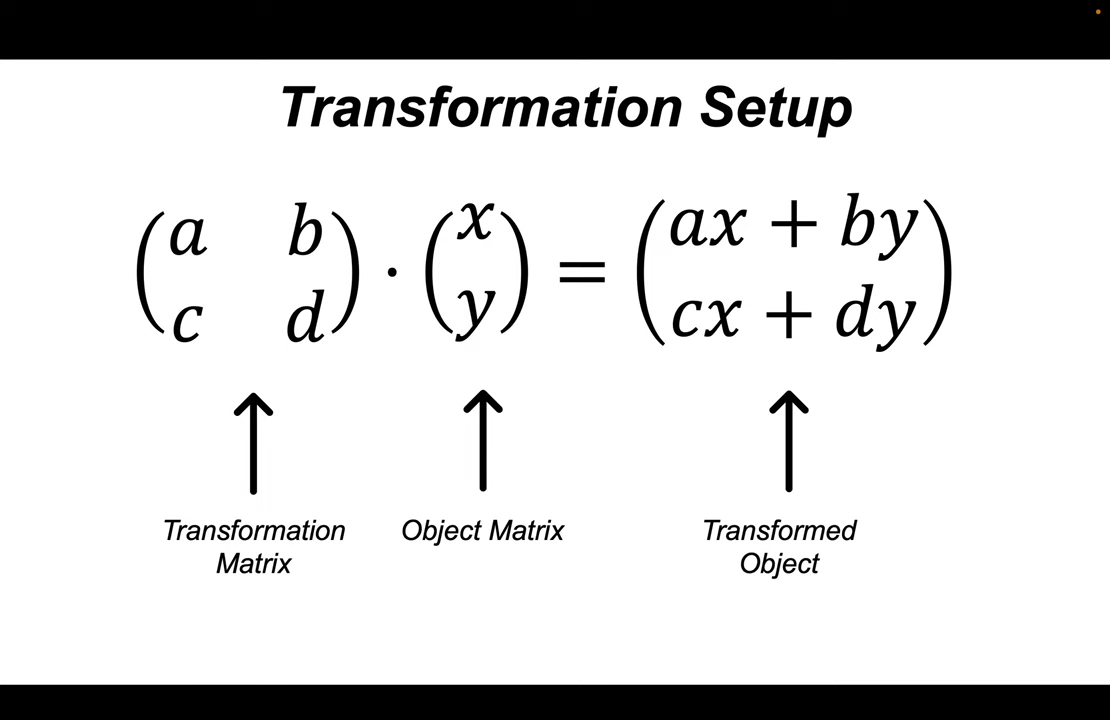 Transformation Setup
(a b
c d) · (x
y) = (ax + by
cx + dy)
Transformation
Matrix
Object Matrix
Transformed
Object